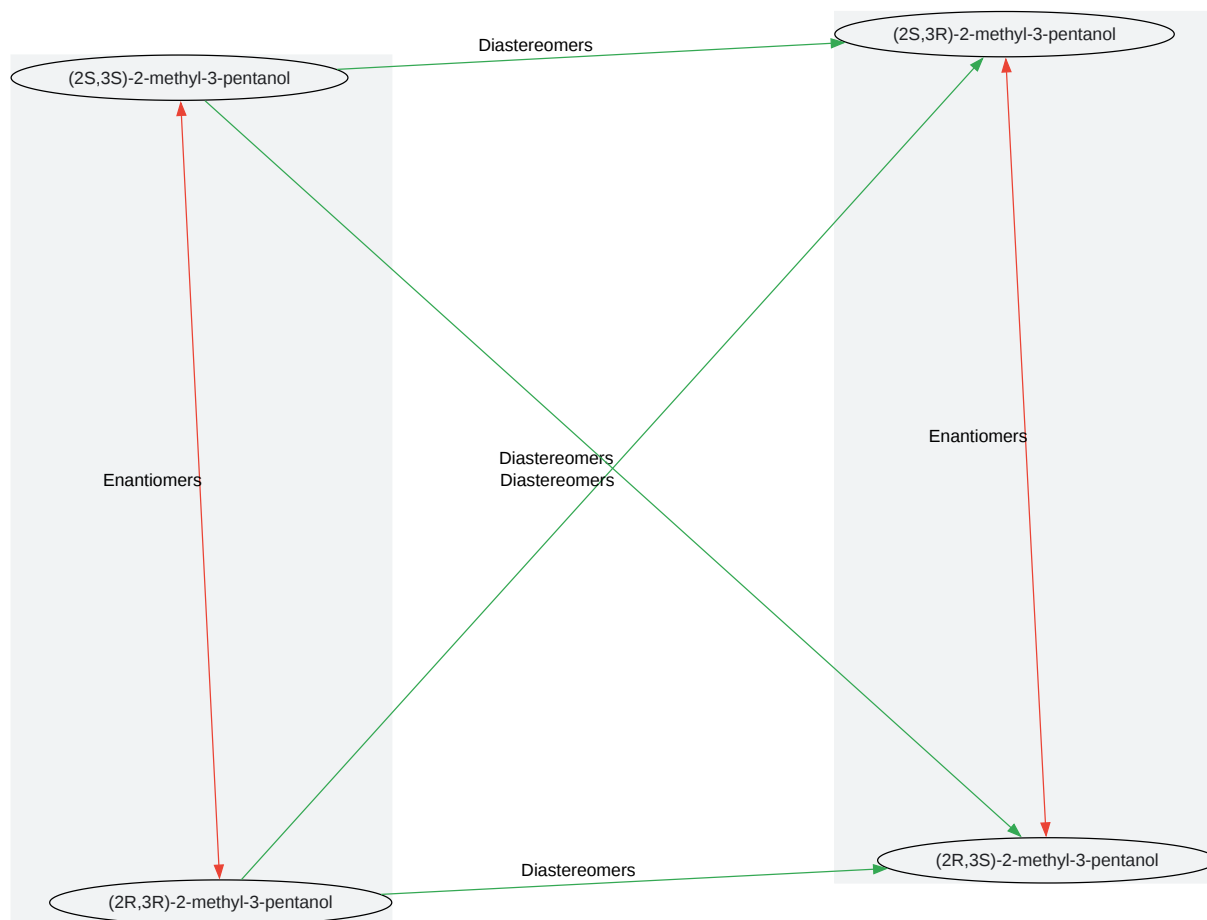 Diastereomers
(2S,3R)-2-methyl-3-pentanol
(2S,3S)-2-methyl-3-pentanol
Enantiomers
Diastereomers
Diastereomers
Enantiomers
Diastereomers
(2R,3S)-2-methyl-3-pentanol
(2R,3R)-2-methyl-3-pentanol